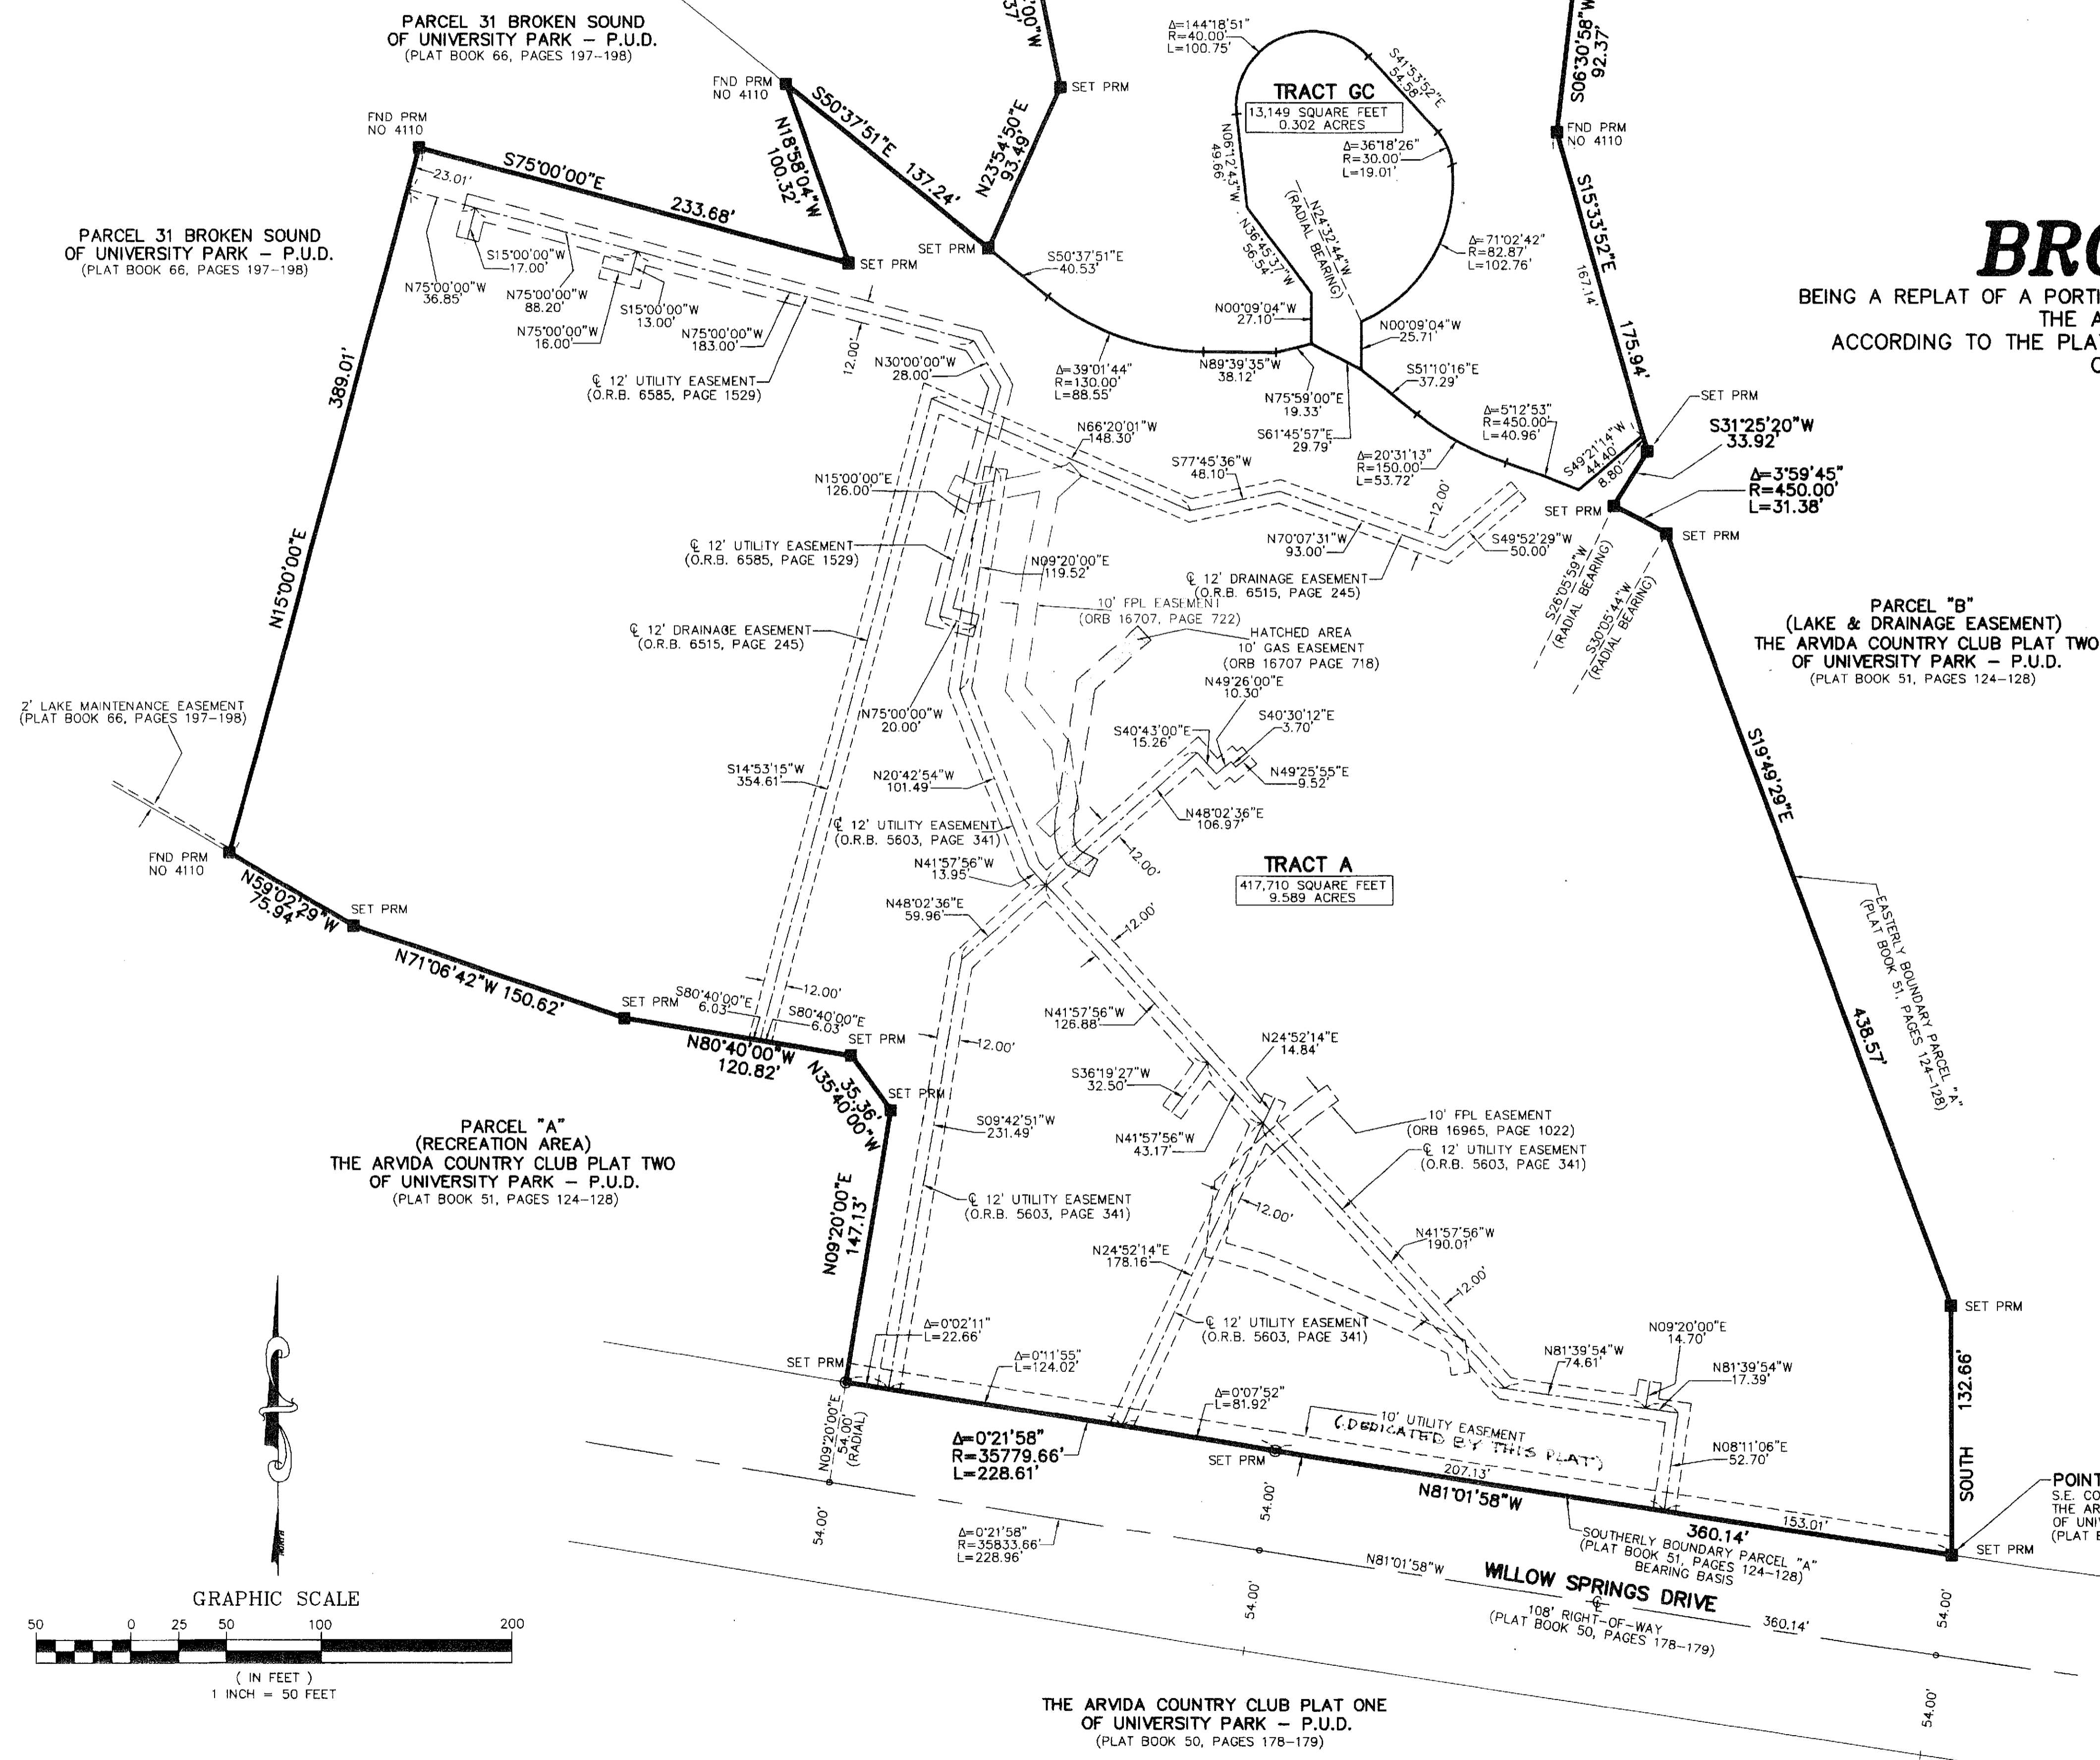 PARCEL 31 BROKEN SOUND
OF UNIVERSITY PARK – P.U.D.
(PLAT BOOK 66, PAGES 197–198)
FND PRM
NO 4110
S50°37'51"E
137.24'
N18°58'04"W
100.32'
N23°54'50"E
93.49'
SET PRM
SET PRM
FND PRM
NO 4110
S75°00'00"E
233.68'
23.01'
SET PRM
Δ=144°18'51"
R=40.00'
L=100.75'
S41°53'52"E
54.58'
TRACT GC
13,149 SQUARE FEET
0.302 ACRES
Δ=36°18'26"
R=30.00'
L=19.01'
N06°12'43"W
49.66'
N36°45'37"W
56.54'
N24°32'44"W
(RADIAL BEARING)
Δ=71°02'42"
R=82.87'
L=102.76'
S06°30'58"W
92.37'
FND PRM
NO 4110
S15°33'52"E
167.14'
175.94'
BRO
BEING A REPLAT OF A PORTI
THE A
ACCORDING TO THE PLA
PARCEL 31 BROKEN SOUND
OF UNIVERSITY PARK – P.U.D.
(PLAT BOOK 66, PAGES 197–198)
N75°00'00"W
36.85'
S15°00'00"W
17.00'
N75°00'00"W
88.20'
S15°00'00"W
13.00'
N75°00'00"W
16.00'
N75°00'00"W
183.00'
12.00'
℄ 12' UTILITY EASEMENT
(O.R.B. 6585, PAGE 1529)
S50°37'51"E
40.53'
N30°00'00"W
28.00'
Δ=39°01'44"
R=130.00'
L=88.55'
N89°39'35"W
38.12'
N00°09'04"W
27.10'
N00°09'04"W
25.71'
N75°59'00"E
19.33'
S61°45'57"E
29.79'
S51°10'16"E
37.29'
Δ=5°12'53"
R=450.00'
L=40.96'
Δ=20°31'13"
R=150.00'
L=53.72'
S49°21'14"W
44.40'
8.80'
SET PRM
S31°25'20"W
33.92'
Δ=3°59'45"
R=450.00'
L=31.38'
SET PRM
SET PRM
S26°05'59"W
(RADIAL BEARING)
S30°05'44"W
(RADIAL BEARING)
389.01'
N15°00'00"E
N66°20'01"W
148.30'
S77°45'36"W
48.10'
12.00'
N70°07'31"W
93.00'
S49°52'29"W
50.00'
℄ 12' DRAINAGE EASEMENT
(O.R.B. 6515, PAGE 245)
N15°00'00"E
126.00'
℄ 12' UTILITY EASEMENT
(O.R.B. 6585, PAGE 1529)
N09°20'00"E
119.52'
10' FPL EASEMENT
(ORB 16707, PAGE 722)
HATCHED AREA
10' GAS EASEMENT
(ORB 16707 PAGE 718)
℄ 12' DRAINAGE EASEMENT
(O.R.B. 6515, PAGE 245)
PARCEL "B"
(LAKE & DRAINAGE EASEMENT)
THE ARVIDA COUNTRY CLUB PLAT TWO
OF UNIVERSITY PARK – P.U.D.
(PLAT BOOK 51, PAGES 124–128)
2' LAKE MAINTENANCE EASEMENT
(PLAT BOOK 66, PAGES 197–198)
N75°00'00"W
20.00'
N49°26'00"E
10.30'
S40°30'12"E
3.70'
S40°43'00"E
15.26'
N49°25'55"E
9.52'
S14°53'15"W
354.61'
N20°42'54"W
101.49'
N48°02'36"E
106.97'
℄ 12' UTILITY EASEMENT
(O.R.B. 5603, PAGE 341)
12.00'
N41°57'56"W
13.95'
N48°02'36"E
59.96'
12.00'
TRACT A
417,710 SQUARE FEET
9.589 ACRES
S19°49'29"E
438.57'
EASTERLY BOUNDARY PARCEL "A"
(PLAT BOOK 51, PAGES 124–128)
FND PRM
NO 4110
N59°02'29"W
75.94'
SET PRM
N71°06'42"W 150.62'
SET PRM
S80°40'00"E
6.03'
S80°40'00"E
6.03'
12.00'
N80°40'00"W
120.82'
SET PRM
35.36'
N35°40'00"W
SET PRM
12.00'
N41°57'56"W
126.88'
N24°52'14"E
14.84'
S36°19'27"W
32.50'
N41°57'56"W
43.17'
10' FPL EASEMENT
(ORB 16965, PAGE 1022)
℄ 12' UTILITY EASEMENT
(O.R.B. 5603, PAGE 341)
PARCEL "A"
(RECREATION AREA)
THE ARVIDA COUNTRY CLUB PLAT TWO
OF UNIVERSITY PARK – P.U.D.
(PLAT BOOK 51, PAGES 124–128)
S09°42'51"W
231.49'
℄ 12' UTILITY EASEMENT
(O.R.B. 5603, PAGE 341)
N09°20'00"E
147.13'
12.00'
N24°52'14"E
178.16'
N41°57'56"W
190.01'
12.00'
℄ 12' UTILITY EASEMENT
(O.R.B. 5603, PAGE 341)
Δ=0°02'11"
L=22.66'
SET PRM
Δ=0°11'55"
L=124.02'
Δ=0°07'52"
L=81.92'
N81°39'54"W
74.61'
N09°20'00"E
14.70'
N81°39'54"W
17.39'
N08°11'06"E
52.70'
SET PRM
132.66'
SOUTH
10' UTILITY EASEMENT
(DEDICATED BY THIS PLAT)
207.13'
N81°01'58"W
360.14'
153.01'
SET PRM
Δ=0°21'58"
R=35779.66'
L=228.61'
N09°20'00"E
54.00'
(RADIAL)
54.00'
54.00'
54.00'
Δ=0°21'58"
R=35833.66'
L=228.96'
SOUTHERLY BOUNDARY PARCEL "A"
(PLAT BOOK 51, PAGES 124–128)
BEARING BASIS
SET PRM
POINT
S.E. CO
THE AR
OF UNI
(PLAT B
N81°01'58"W
WILLOW SPRINGS DRIVE
℄
108' RIGHT–OF–WAY
(PLAT BOOK 50, PAGES 178–179)
360.14'
54.00'
54.00'
NORTH
GRAPHIC SCALE
50 0 25 50 100 200
( IN FEET )
1 INCH = 50 FEET
THE ARVIDA COUNTRY CLUB PLAT ONE
OF UNIVERSITY PARK – P.U.D.
(PLAT BOOK 50, PAGES 178–179)